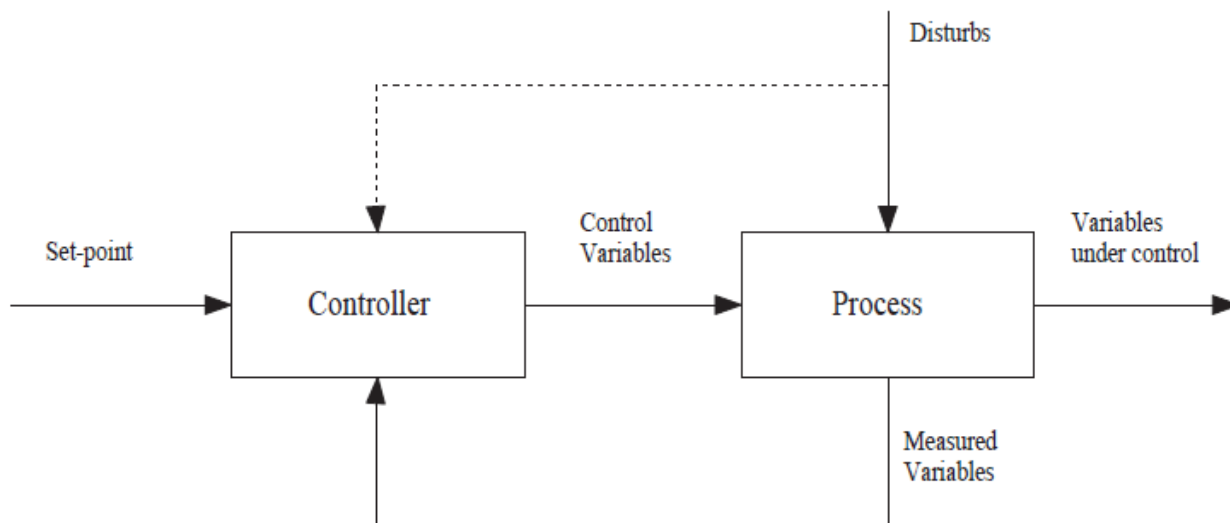 Disturbs
Set-point
Control
Variables
Variables
under control
Controller
Process
Measured
Variables